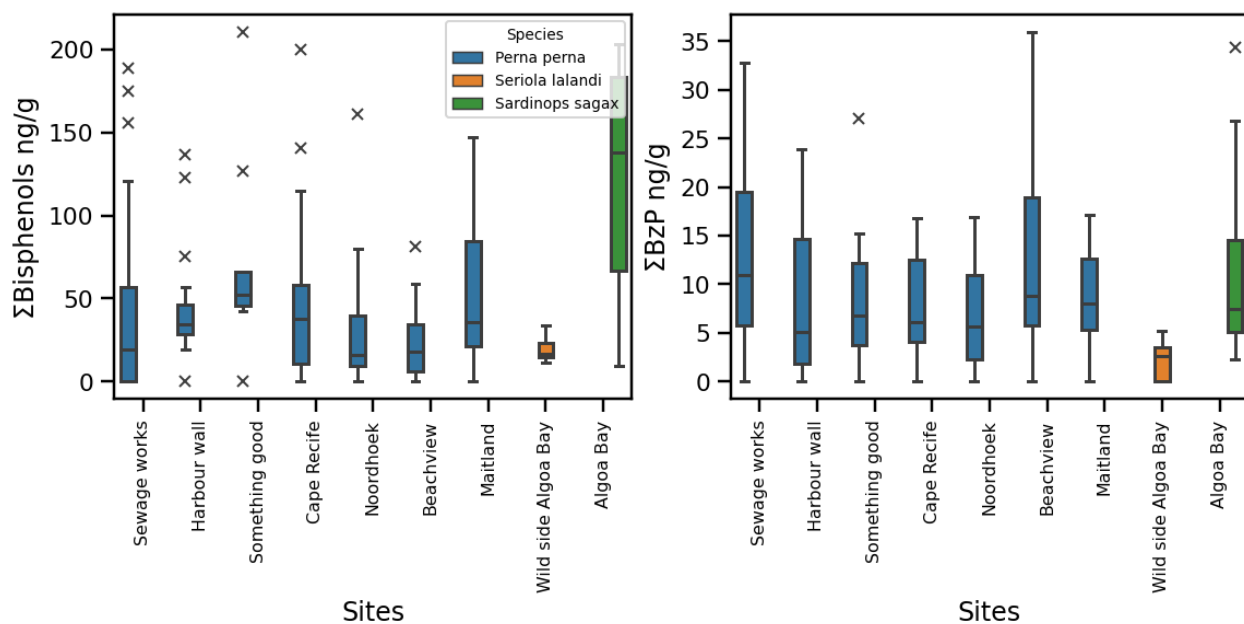 ΣBisphenols ng/g
200
150
100
50
0
Species
Perna perna
Seriola lalandi
Sardinops sagax
Sewage works
Harbour wall
Something good
Cape Recife
Noordhoek
Beachview
Maitland
Wild side Algoa Bay
Algoa Bay
Sites
ΣBzP ng/g
35
30
25
20
15
10
5
0
Sewage works
Harbour wall
Something good
Cape Recife
Noordhoek
Beachview
Maitland
Wild side Algoa Bay
Algoa Bay
Sites